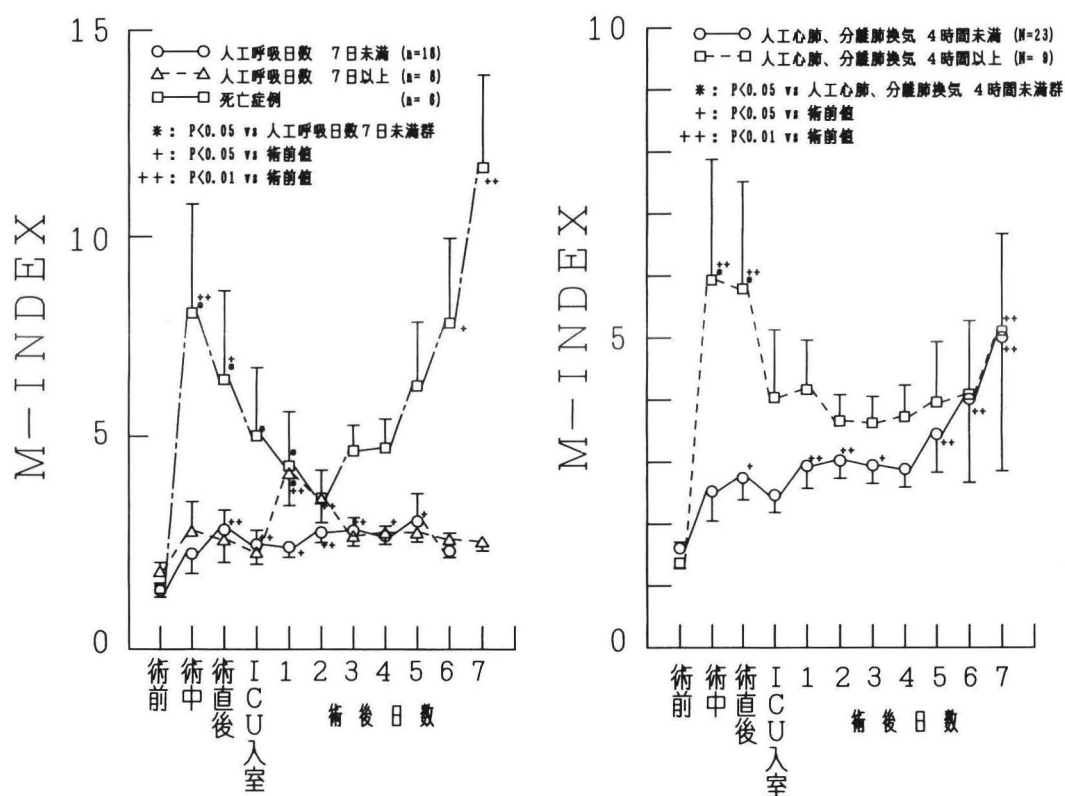 15
10
5
0
M-INDEX
人工呼吸日数 7日未満 (n=18)
人工呼吸日数 7日以上 (n= 6)
死亡症例 (n= 6)
*: P<0.05 vs 人工呼吸日数7日未満群
+: P<0.05 vs 術前値
++: P<0.01 vs 術前値
術前
術中
術直後
ICU入室
1 2 3 4 5 6 7
術後日数
10
5
0
M-INDEX
人工心肺、分離肺換気 4時間未満 (N=23)
人工心肺、分離肺換気 4時間以上 (N= 9)
*: P<0.05 vs 人工心肺、分離肺換気 4時間未満群
+: P<0.05 vs 術前値
++: P<0.01 vs 術前値
術前
術中
術直後
ICU入室
1 2 3 4 5 6 7
術後日数